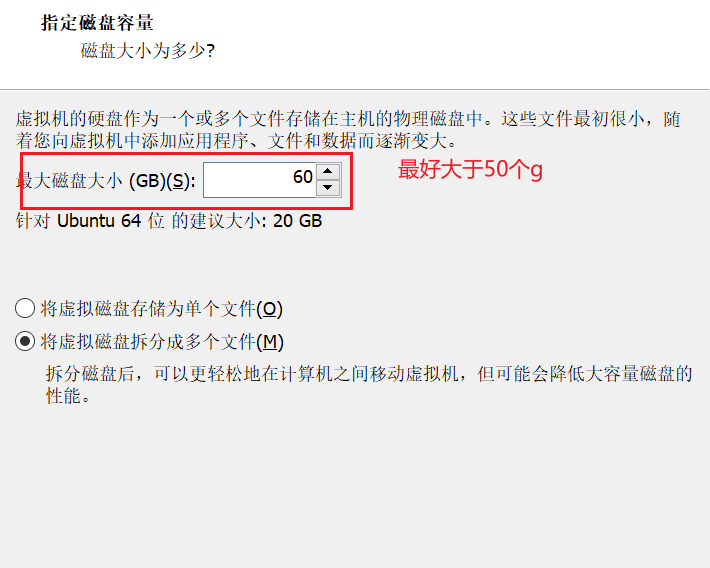 指定磁盘容量
磁盘大小为多少?
虚拟机的硬盘作为一个或多个文件存储在主机的物理磁盘中。这些文件最初很小，随
着您向虚拟机中添加应用程序、文件和数据而逐渐变大。
最大磁盘大小 (GB)(S): 60
最好大于50个g
针对 Ubuntu 64 位 的建议大小: 20 GB
将虚拟磁盘存储为单个文件(O)
将虚拟磁盘拆分成多个文件(M)
拆分磁盘后，可以更轻松地在计算机之间移动虚拟机，但可能会降低大容量磁盘的
性能。